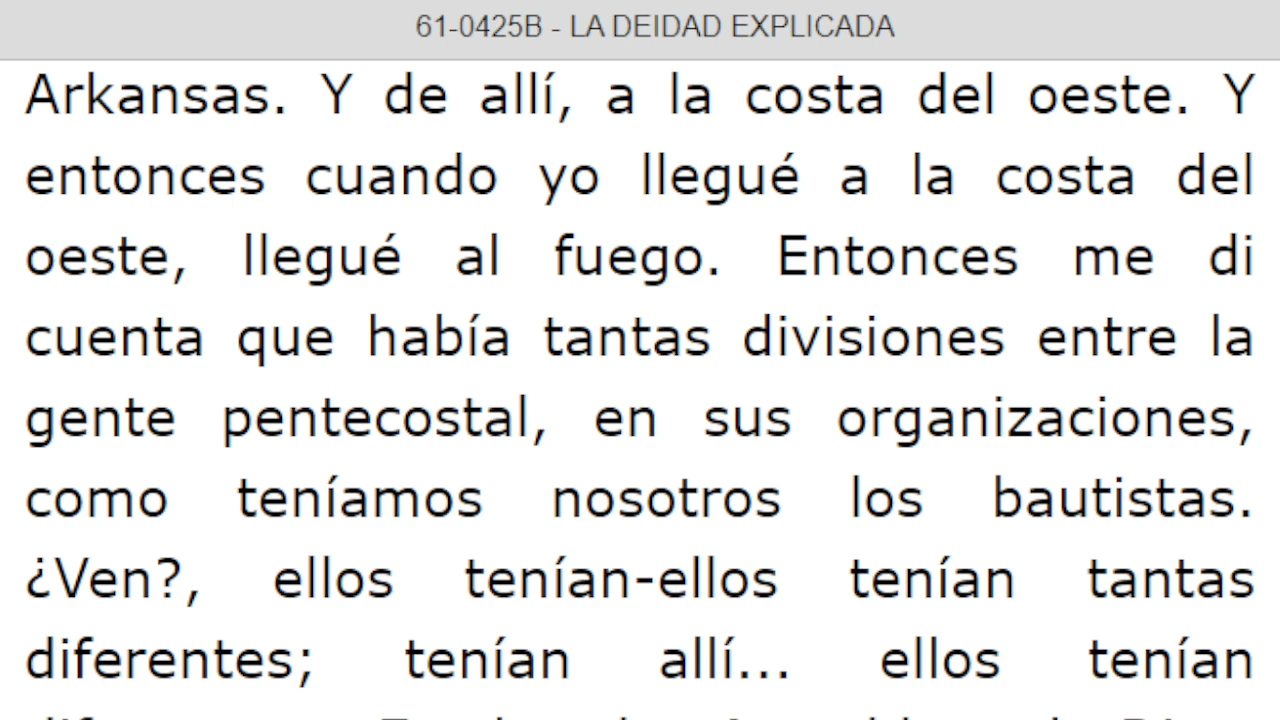 61-0425B - LA DEIDAD EXPLICADA
Arkansas. Y de allí, a la costa del oeste. Y
entonces cuando yo llegué a la costa del
oeste, llegué al fuego. Entonces me di
cuenta que había tantas divisiones entre la
gente pentecostal, en sus organizaciones,
como teníamos nosotros los bautistas.
¿Ven?, ellos tenían-ellos tenían tantas
diferentes; tenían allí... ellos tenían